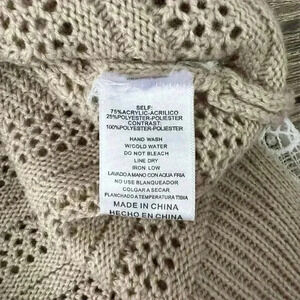 SELF:
75%ACRYLIC-ACRILICO
25%POLYESTER-POLIESTER
CONTRAST:
100%POLYESTER-POLIESTER
HAND WASH
W/COLD WATER
DO NOT BLEACH
LINE DRY
IRON LOW
LAVADO A MANO CON AQUA FRIA
NO USE BLANQUEADOR
COLGAR A SECAR
PLANCHADO A TEMPERATURA TIBIA
MADE IN CHINA
HECHO EN CHINA